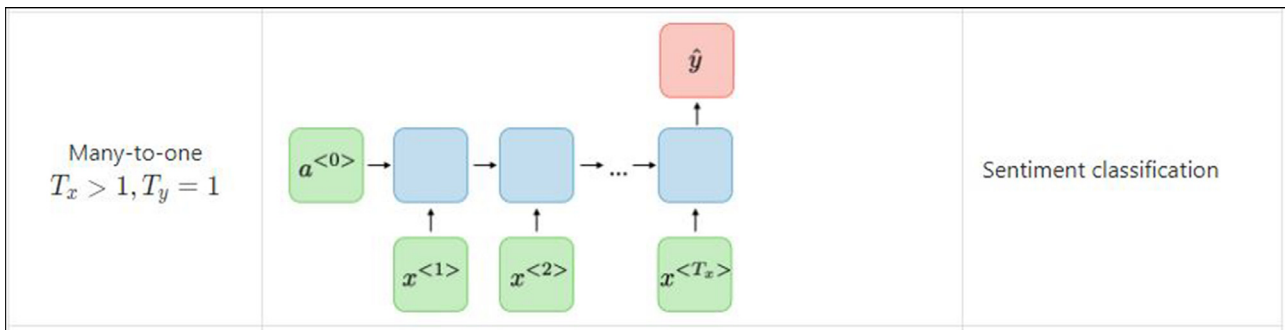 Many-to-one
T_x > 1, T_y = 1
ŷ
a^{<0>}
...
x^{<1>}
x^{<2>}
x^{<T_x>}
Sentiment classification